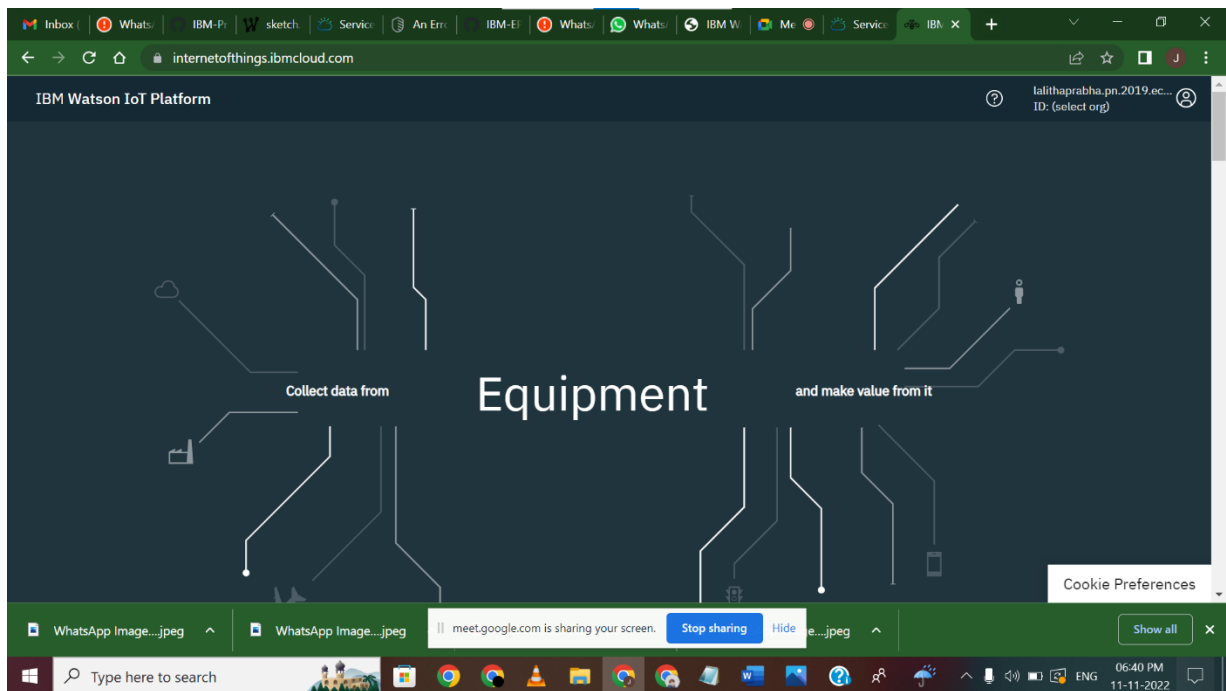 Inbox (
Whats/
IBM-Pr
sketch
Service
An Erro
IBM-EF
Whats/
Whats/
IBM W
Me
Service
IBM
internetofthings.ibmcloud.com
J
IBM Watson IoT Platform
lalithaprabha.pn.2019.ec...
ID: (select org)
Collect data from
Equipment
and make value from it
Cookie Preferences
WhatsApp Image....jpeg
WhatsApp Image....jpeg
meet.google.com is sharing your screen.
Stop sharing
Hide
e....jpeg
Show all
Type here to search
ENG
06:40 PM
11-11-2022